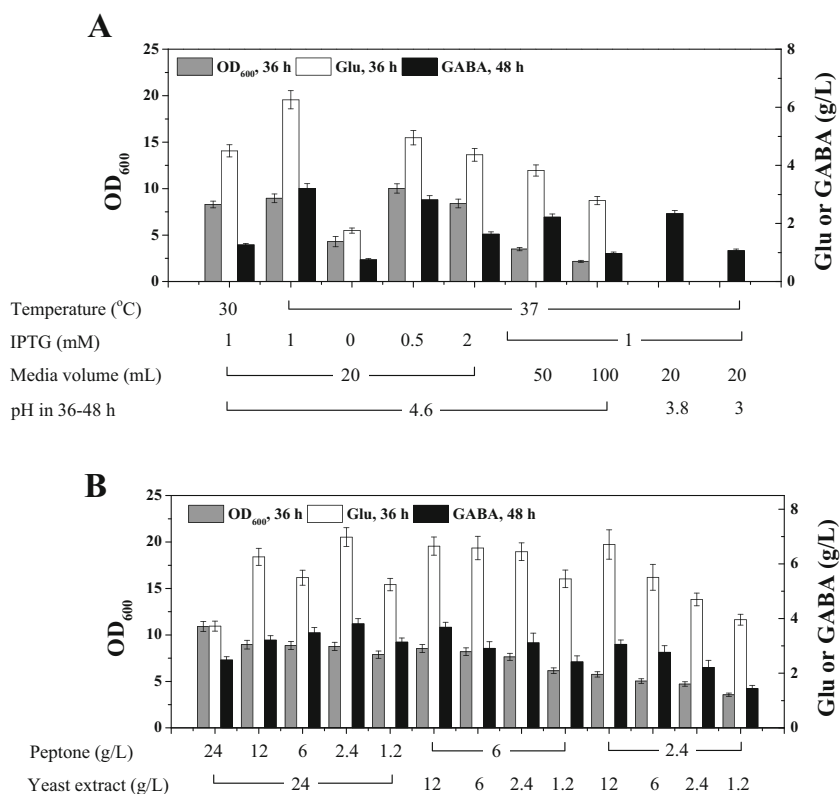 A
OD600, 36 h Glu, 36 h GABA, 48 h
25
20
15
10
5
0
OD600
8
6
4
2
0
Glu or GABA (g/L)
Temperature (°C) 30 37
IPTG (mM) 1 1 0 0.5 2 1
Media volume (mL) 20 50 100 20 20
pH in 36-48 h 4.6 3.8 3
B
OD600, 36 h Glu, 36 h GABA, 48 h
25
20
15
10
5
0
OD600
8
6
4
2
0
Glu or GABA (g/L)
Peptone (g/L) 24 12 6 2.4 1.2 6 2.4
Yeast extract (g/L) 24 12 6 2.4 1.2 12 6 2.4 1.2